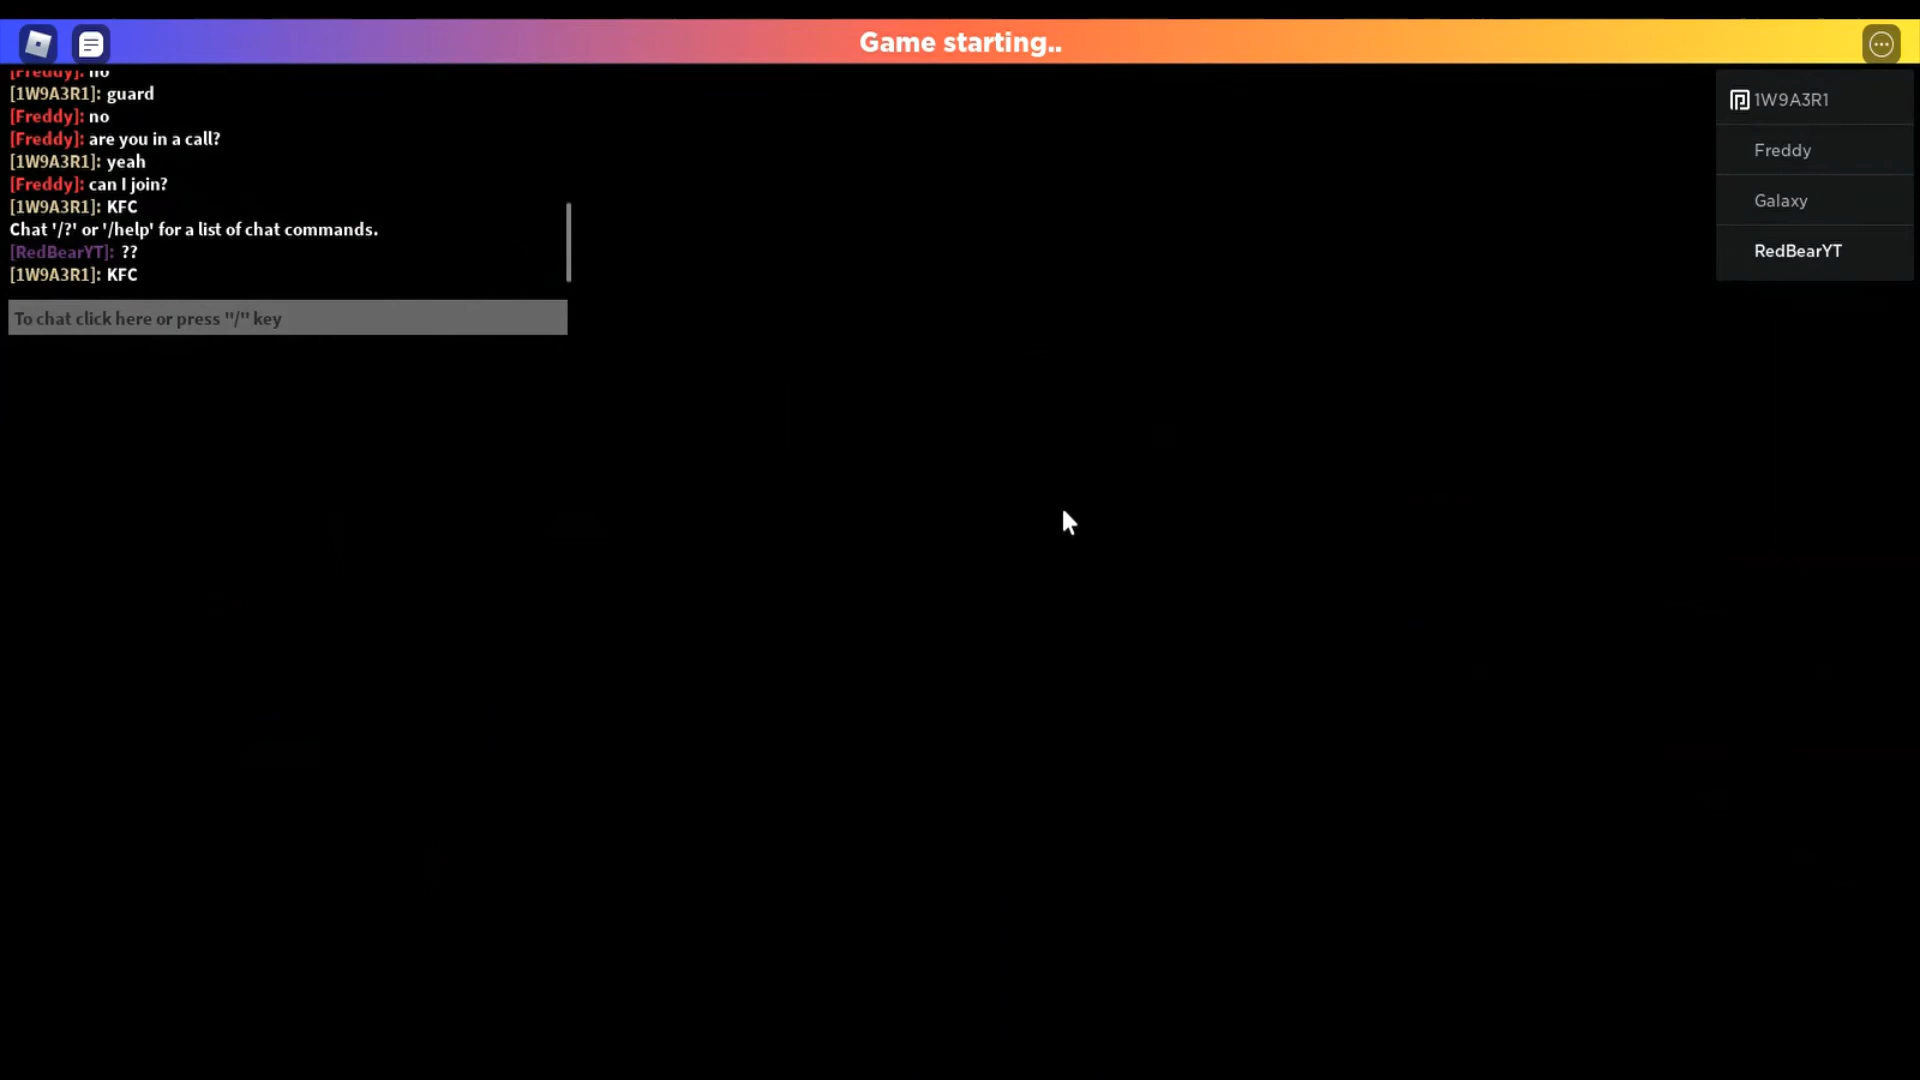 Game starting..
[Freddy]: no
[1W9A3R1]: guard
[Freddy]: no
[Freddy]: are you in a call?
[1W9A3R1]: yeah
[Freddy]: can I join?
[1W9A3R1]: KFC
Chat '/?' or '/help' for a list of chat commands.
[RedBearYT]: ??
[1W9A3R1]: KFC
To chat click here or press "/" key
1W9A3R1
Freddy
Galaxy
RedBearYT